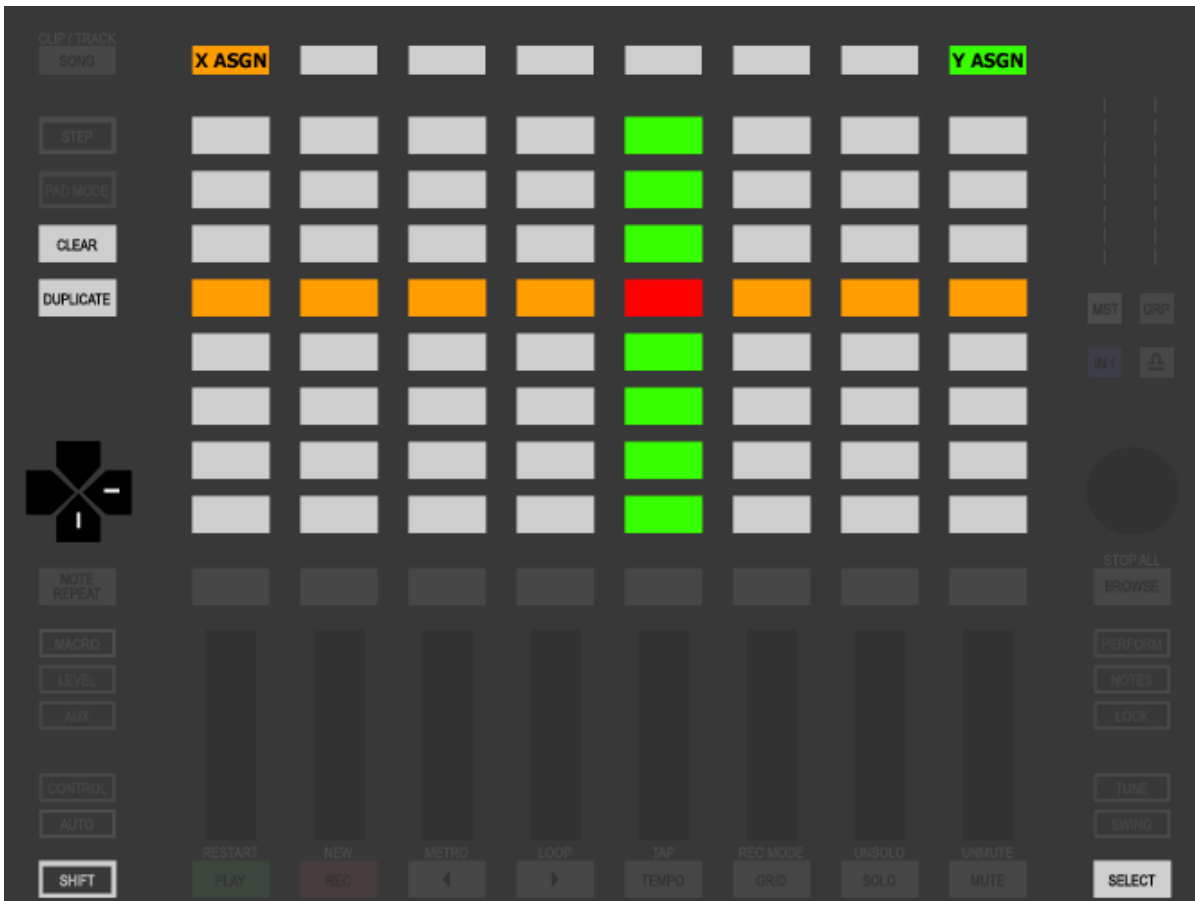 CLIP / TRACK
SONG
X ASGN
Y ASGN
STEP
PAD MODE
CLEAR
DUPLICATE
MST
GRP
IN 1
NOTE
REPEAT
STOP ALL
BROWSE
MACRO
LEVEL
AUX
PERFORM
NOTES
LOCK
CONTROL
AUTO
TUNE
SWING
RESTART
NEW
METRO
LOOP
TAP
REC MODE
UNSOLO
UNMUTE
SHIFT
PLAY
REC
TEMPO
GRID
SOLO
MUTE
SELECT